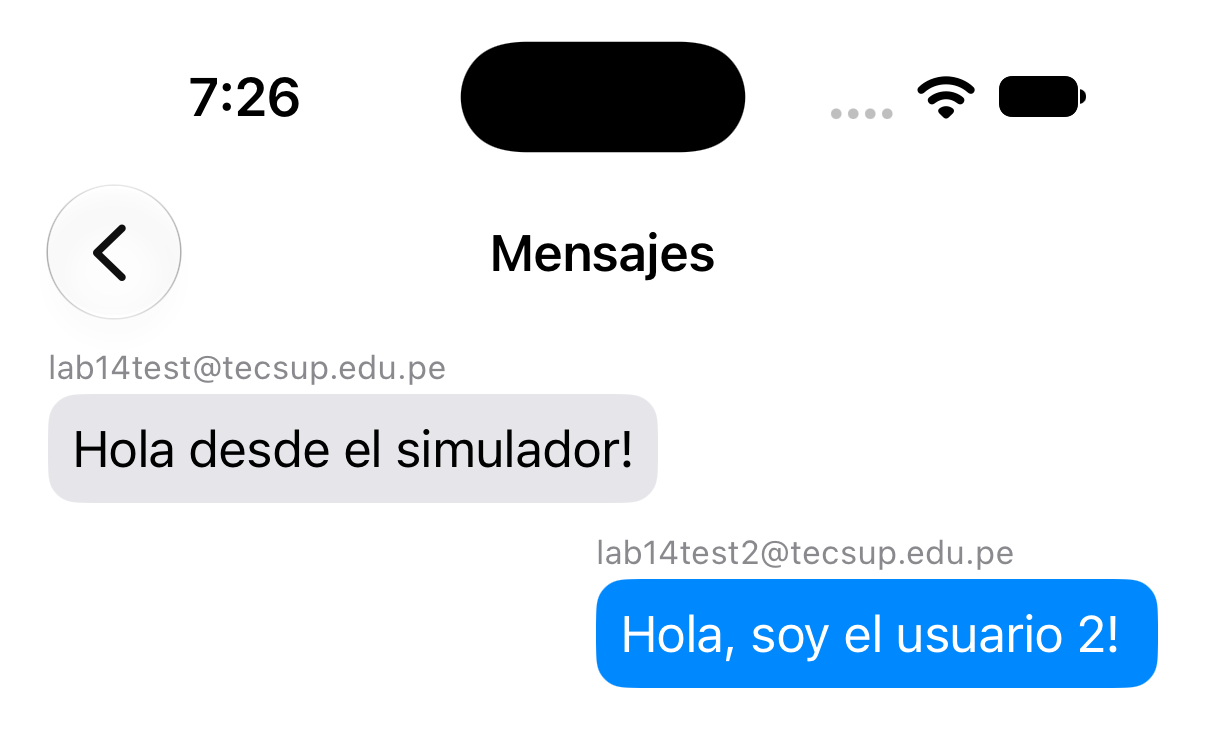 7:26
Mensajes
lab14test@tecsup.edu.pe
Hola desde el simulador!
lab14test2@tecsup.edu.pe
Hola, soy el usuario 2!